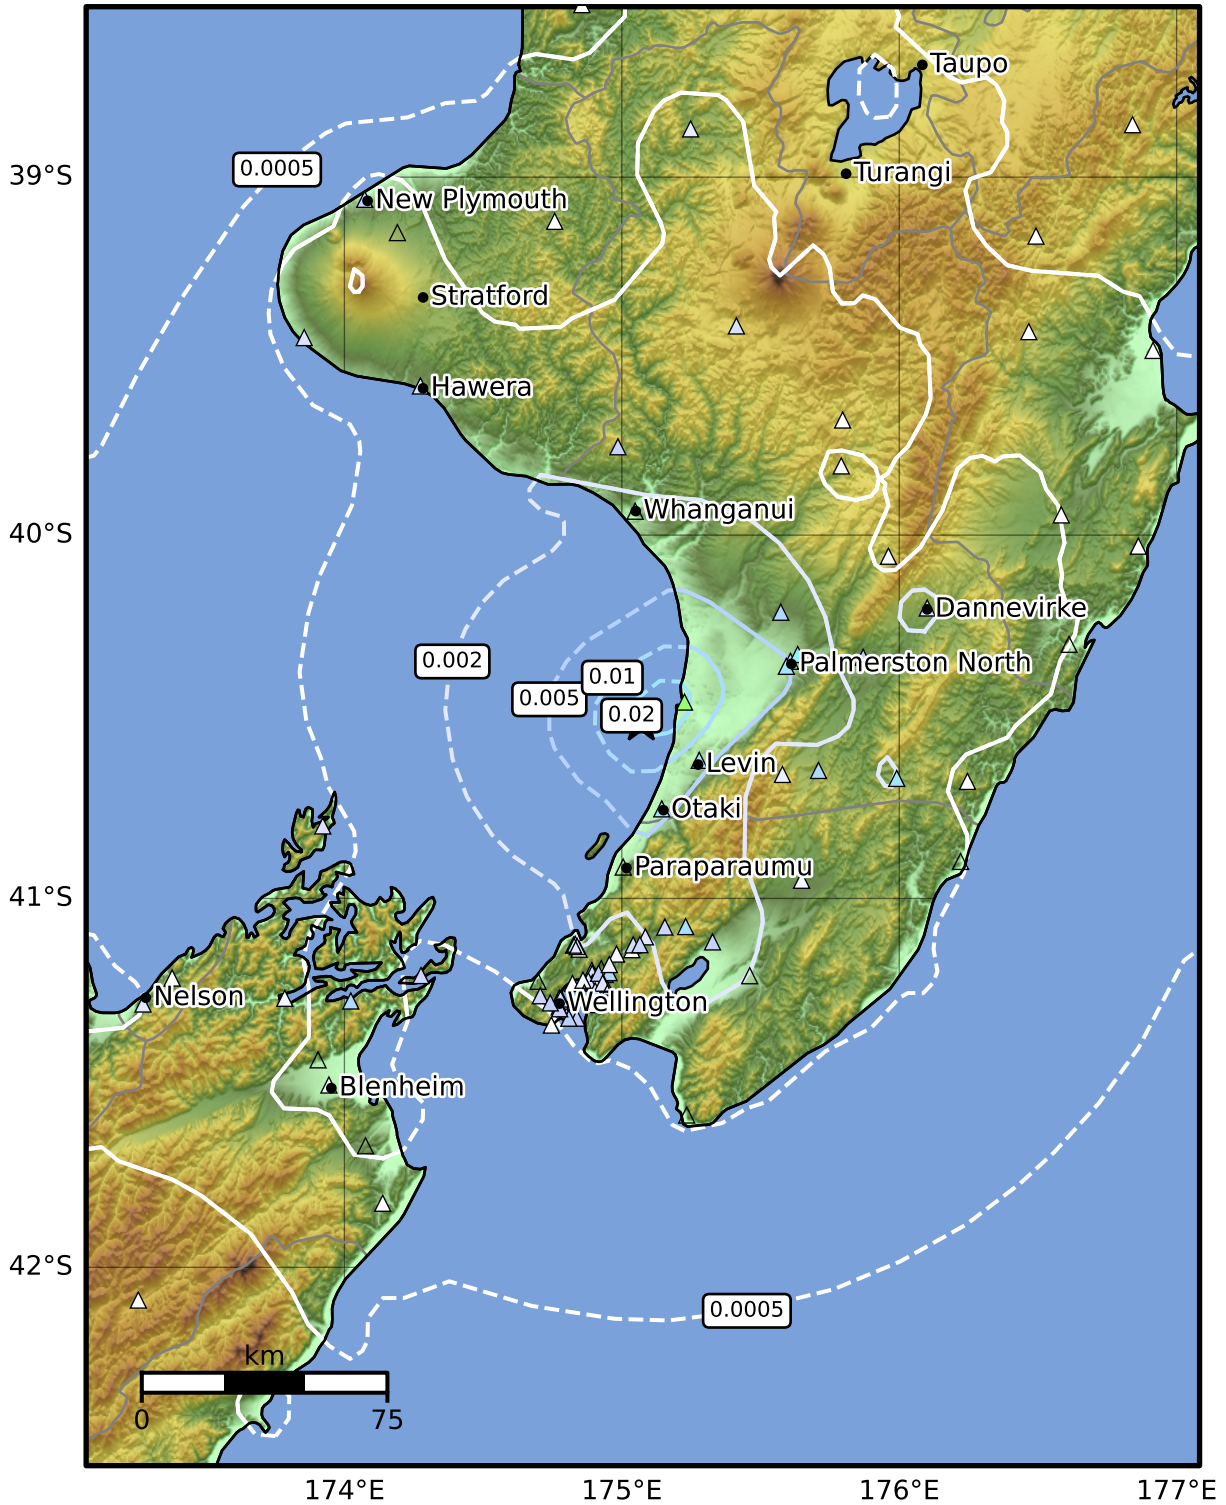 Taupo
0.0005
39°S
Turangi
New Plymouth
Stratford
Hawera
Whanganui
40°S
Dannevirke
0.002
0.01
Palmerston North
0.005
0.02
Levin
Otaki
Paraparaumu
41°S
Nelson
Wellington
Blenheim
42°S
0.0005
km
0
75
174°E
175°E
176°E
177°E